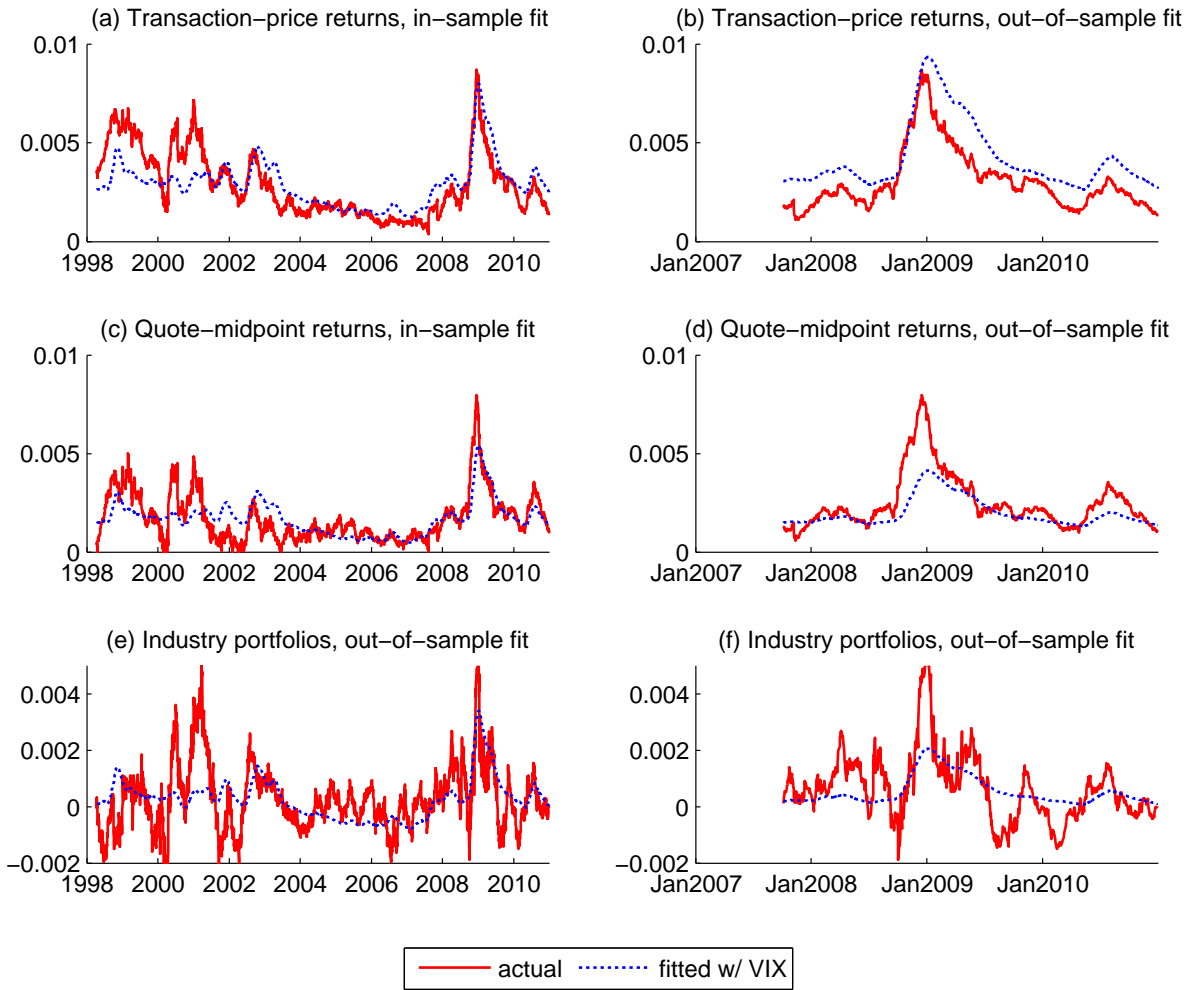 (a) Transaction−price returns, in−sample fit
0.01
0.005
0
1998 2000 2002 2004 2006 2008 2010
(b) Transaction−price returns, out−of−sample fit
0.01
0.005
0
Jan2007 Jan2008 Jan2009 Jan2010
(c) Quote−midpoint returns, in−sample fit
0.01
0.005
0
1998 2000 2002 2004 2006 2008 2010
(d) Quote−midpoint returns, out−of−sample fit
0.01
0.005
0
Jan2007 Jan2008 Jan2009 Jan2010
(e) Industry portfolios, out−of−sample fit
0.004
0.002
0
−0.002
1998 2000 2002 2004 2006 2008 2010
(f) Industry portfolios, out−of−sample fit
0.004
0.002
0
−0.002
Jan2007 Jan2008 Jan2009 Jan2010
actual fitted w/ VIX